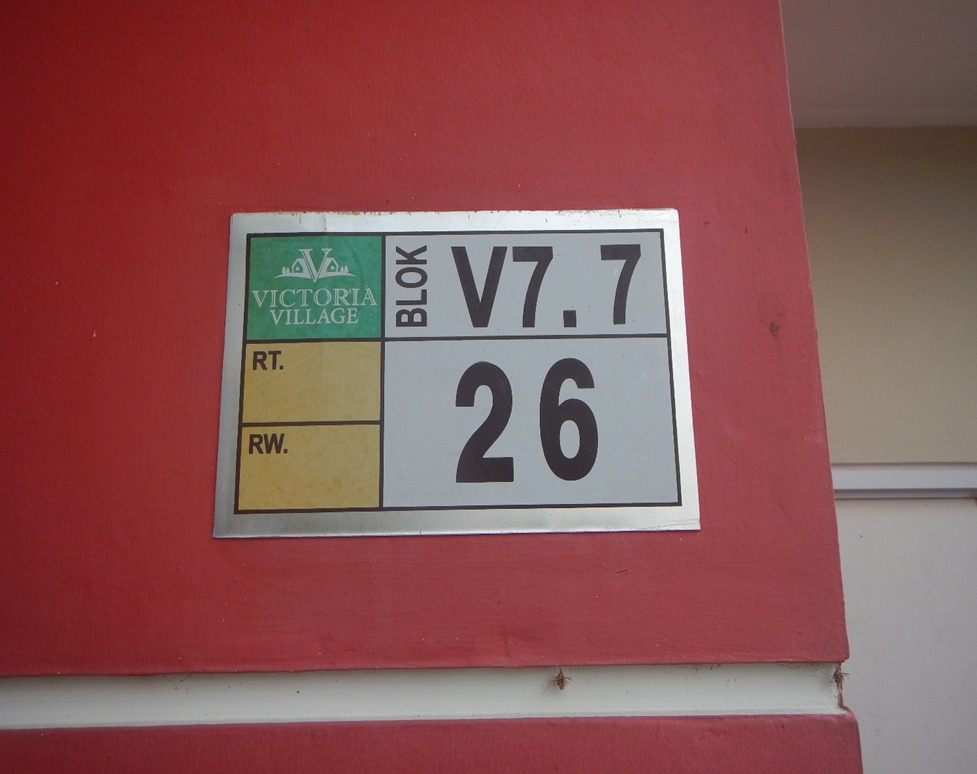 VICTORIA
VILLAGE
BLOK
V7.7
RT.
RW.
26